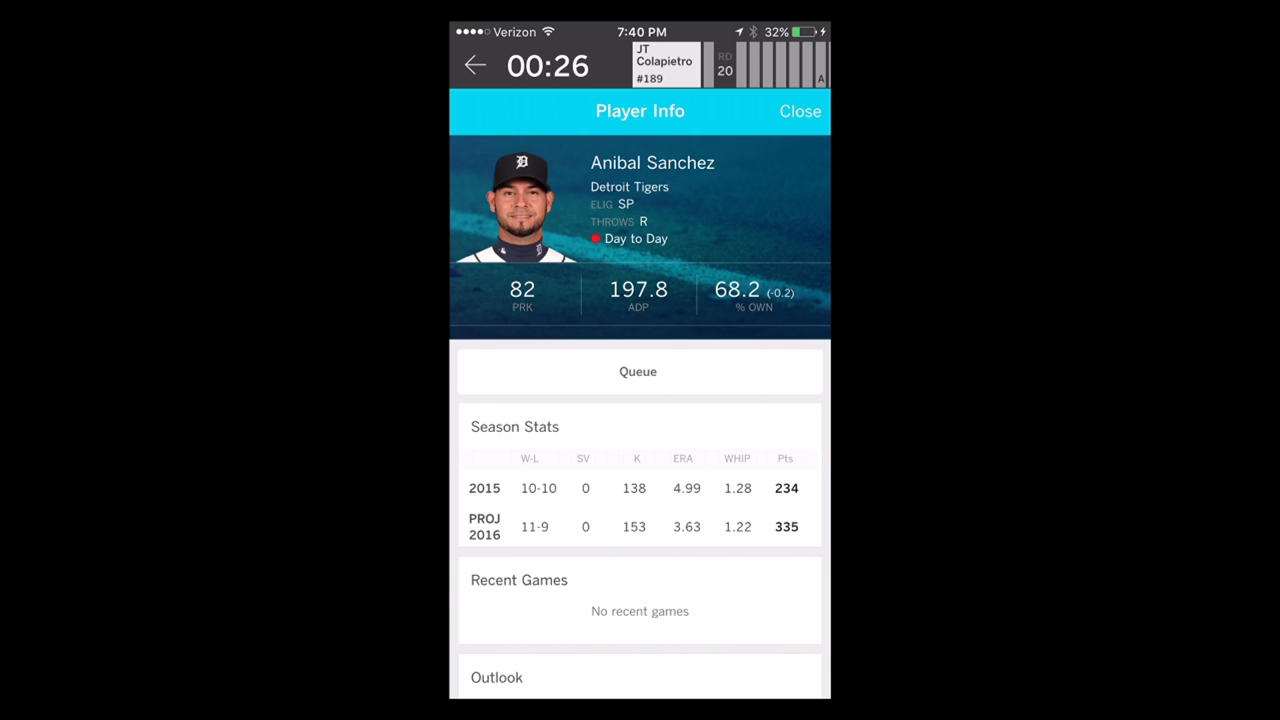 Verizon 7:40 PM 32%
00:26
JT
Colapietro
#189
RD
20
A
Player Info Close
Anibal Sanchez
Detroit Tigers
ELIG SP
THROWS R
Day to Day
82 197.8 68.2 (-0.2)
PRK ADP % OWN
Queue
Season Stats
W-L SV K ERA WHIP Pts
2015 10-10 0 138 4.99 1.28 234
PROJ
2016 11-9 0 153 3.63 1.22 335
Recent Games
No recent games
Outlook